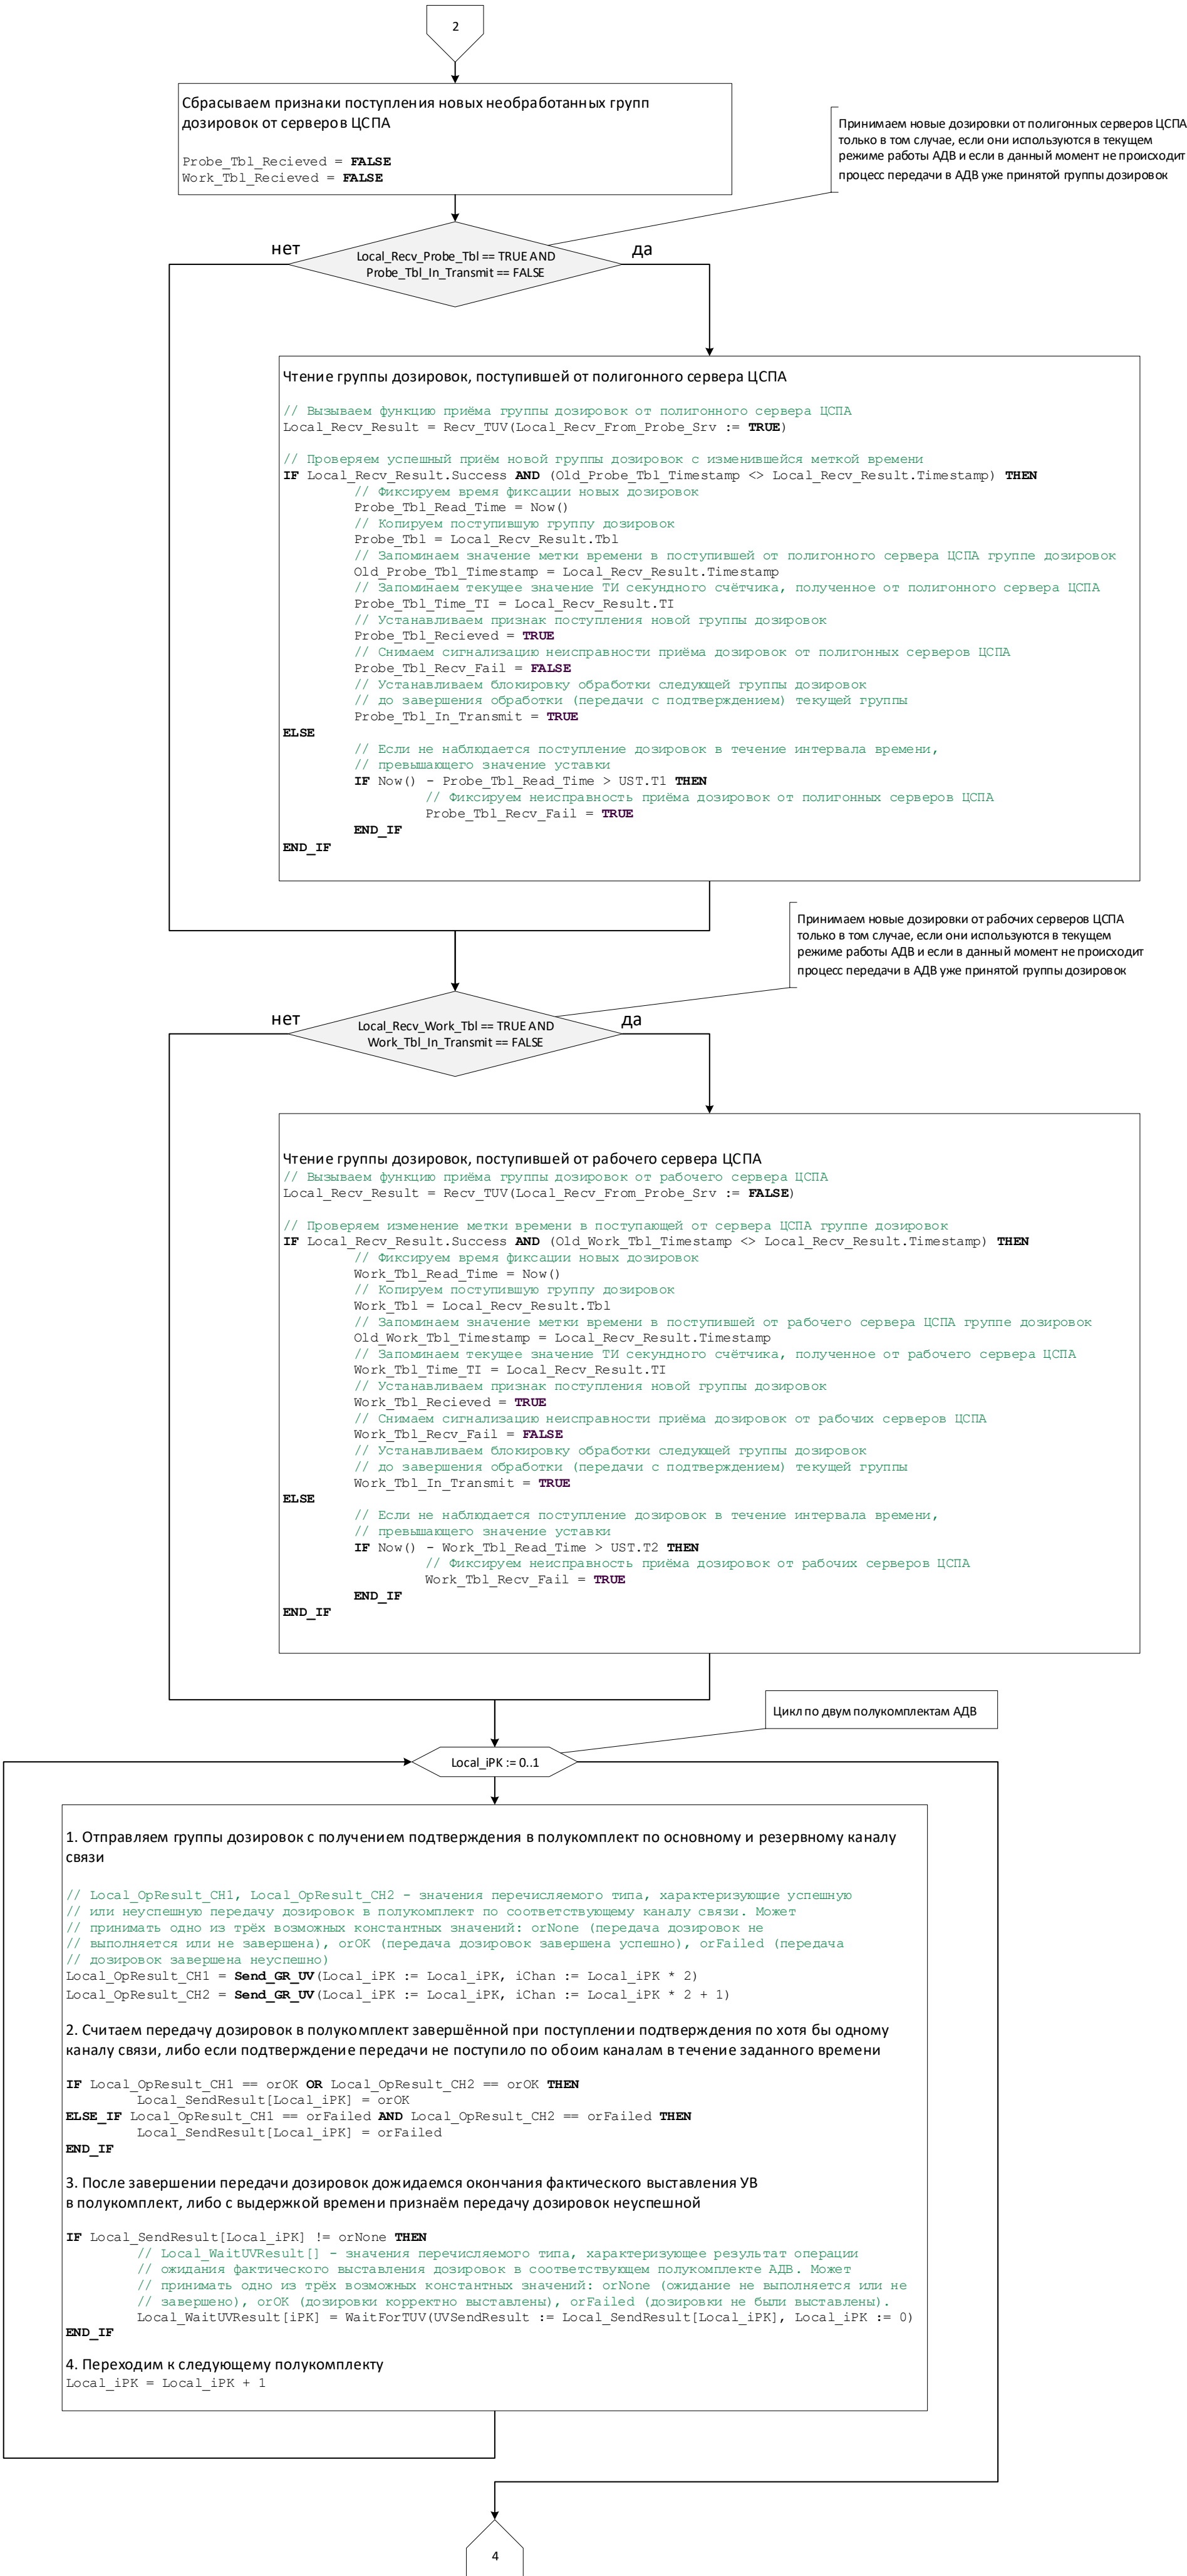 2
Сбрасываем признаки поступления новых необработанных групп
дозировок от серверов ЦСПА
Probe_Tbl_Recieved = FALSE
Work_Tbl_Recieved = FALSE
Принимаем новые дозировки от полигонных серверов ЦСПА
только в том случае, если они используются в текущем
режиме работы АДВ и если в данный момент не происходит
процесс передачи в АДВ уже принятой группы дозировок
нет
Local_Recv_Probe_Tbl == TRUE AND
Probe_Tbl_In_Transmit == FALSE
да
Чтение группы дозировок, поступившей от полигонного сервера ЦСПА
// Вызываем функцию приёма группы дозировок от полигонного сервера ЦСПА
Local_Recv_Result = Recv_TUV(Local_Recv_From_Probe_Srv := TRUE)
// Проверяем успешный приём новой группы дозировок с изменившейся меткой времени
IF Local_Recv_Result.Success AND (Old_Probe_Tbl_Timestamp <> Local_Recv_Result.Timestamp) THEN
// Фиксируем время фиксации новых дозировок
Probe_Tbl_Read_Time = Now()
// Копируем поступившую группу дозировок
Probe_Tbl = Local_Recv_Result.Tbl
// Запоминаем значение метки времени в поступившей от полигонного сервера ЦСПА группе дозировок
Old_Probe_Tbl_Timestamp = Local_Recv_Result.Timestamp
// Запоминаем текущее значение ТИ секундного счётчика, полученное от полигонного сервера ЦСПА
Probe_Tbl_Time_TI = Local_Recv_Result.TI
// Устанавливаем признак поступления новой группы дозировок
Probe_Tbl_Recieved = TRUE
// Снимаем сигнализацию неисправности приёма дозировок от полигонных серверов ЦСПА
Probe_Tbl_Recv_Fail = FALSE
// Устанавливаем блокировку обработки следующей группы дозировок
// до завершения обработки (передачи с подтверждением) текущей группы
Probe_Tbl_In_Transmit = TRUE
ELSE
// Если не наблюдается поступление дозировок в течение интервала времени,
// превышающего значение уставки
IF Now() - Probe_Tbl_Read_Time > UST.T1 THEN
// Фиксируем неисправность приёма дозировок от полигонных серверов ЦСПА
Probe_Tbl_Recv_Fail = TRUE
END_IF
END_IF
Принимаем новые дозировки от рабочих серверов ЦСПА
только в том случае, если они используются в текущем
режиме работы АДВ и если в данный момент не происходит
процесс передачи в АДВ уже принятой группы дозировок
нет
Local_Recv_Work_Tbl == TRUE AND
Work_Tbl_In_Transmit == FALSE
да
Чтение группы дозировок, поступившей от рабочего сервера ЦСПА
// Вызываем функцию приёма группы дозировок от рабочего сервера ЦСПА
Local_Recv_Result = Recv_TUV(Local_Recv_From_Probe_Srv := FALSE)
// Проверяем изменение метки времени в поступающей от сервера ЦСПА группе дозировок
IF Local_Recv_Result.Success AND (Old_Work_Tbl_Timestamp <> Local_Recv_Result.Timestamp) THEN
// Фиксируем время фиксации новых дозировок
Work_Tbl_Read_Time = Now()
// Копируем поступившую группу дозировок
Work_Tbl = Local_Recv_Result.Tbl
// Запоминаем значение метки времени в поступившей от рабочего сервера ЦСПА группе дозировок
Old_Work_Tbl_Timestamp = Local_Recv_Result.Timestamp
// Запоминаем текущее значение ТИ секундного счётчика, полученное от рабочего сервера ЦСПА
Work_Tbl_Time_TI = Local_Recv_Result.TI
// Устанавливаем признак поступления новой группы дозировок
Work_Tbl_Recieved = TRUE
// Снимаем сигнализацию неисправности приёма дозировок от рабочих серверов ЦСПА
Work_Tbl_Recv_Fail = FALSE
// Устанавливаем блокировку обработки следующей группы дозировок
// до завершения обработки (передачи с подтверждением) текущей группы
Work_Tbl_In_Transmit = TRUE
ELSE
// Если не наблюдается поступление дозировок в течение интервала времени,
// превышающего значение уставки
IF Now() - Work_Tbl_Read_Time > UST.T2 THEN
// Фиксируем неисправность приёма дозировок от рабочих серверов ЦСПА
Work_Tbl_Recv_Fail = TRUE
END_IF
END_IF
Цикл по двум полукомплектам АДВ
Local_iPK := 0..1
1. Отправляем группы дозировок с получением подтверждения в полукомплект по основному и резервному каналу
связи
// Local_OpResult_CH1, Local_OpResult_CH2 - значения перечисляемого типа, характеризующие успешную
// или неуспешную передачу дозировок в полукомплект по соответствующему каналу связи. Может
// принимать одно из трёх возможных константных значений: orNone (передача дозировок не
// выполняется или не завершена), orOK (передача дозировок завершена успешно), orFailed (передача
// дозировок завершена неуспешно)
Local_OpResult_CH1 = Send_GR_UV(Local_iPK := Local_iPK, iChan := Local_iPK * 2)
Local_OpResult_CH2 = Send_GR_UV(Local_iPK := Local_iPK, iChan := Local_iPK * 2 + 1)
2. Считаем передачу дозировок в полукомплект завершённой при поступлении подтверждения по хотя бы одному
каналу связи, либо если подтверждение передачи не поступило по обоим каналам в течение заданного времени
IF Local_OpResult_CH1 == orOK OR Local_OpResult_CH2 == orOK THEN
Local_SendResult[Local_iPK] = orOK
ELSE_IF Local_OpResult_CH1 == orFailed AND Local_OpResult_CH2 == orFailed THEN
Local_SendResult[Local_iPK] = orFailed
END_IF
3. После завершении передачи дозировок дожидаемся окончания фактического выставления УВ
в полукомплект, либо с выдержкой времени признаём передачу дозировок неуспешной
IF Local_SendResult[Local_iPK] != orNone THEN
// Local_WaitUVResult[] - значения перечисляемого типа, характеризующее результат операции
// ожидания фактического выставления дозировок в соответствующем полукомплекте АДВ. Может
// принимать одно из трёх возможных константных значений: orNone (ожидание не выполняется или не
// завершено), orOK (дозировки корректно выставлены), orFailed (дозировки не были выставлены).
Local_WaitUVResult[iPK] = WaitForTUV(UVSendResult := Local_SendResult[Local_iPK], Local_iPK := 0)
END_IF
4. Переходим к следующему полукомплекту
Local_iPK = Local_iPK + 1
4